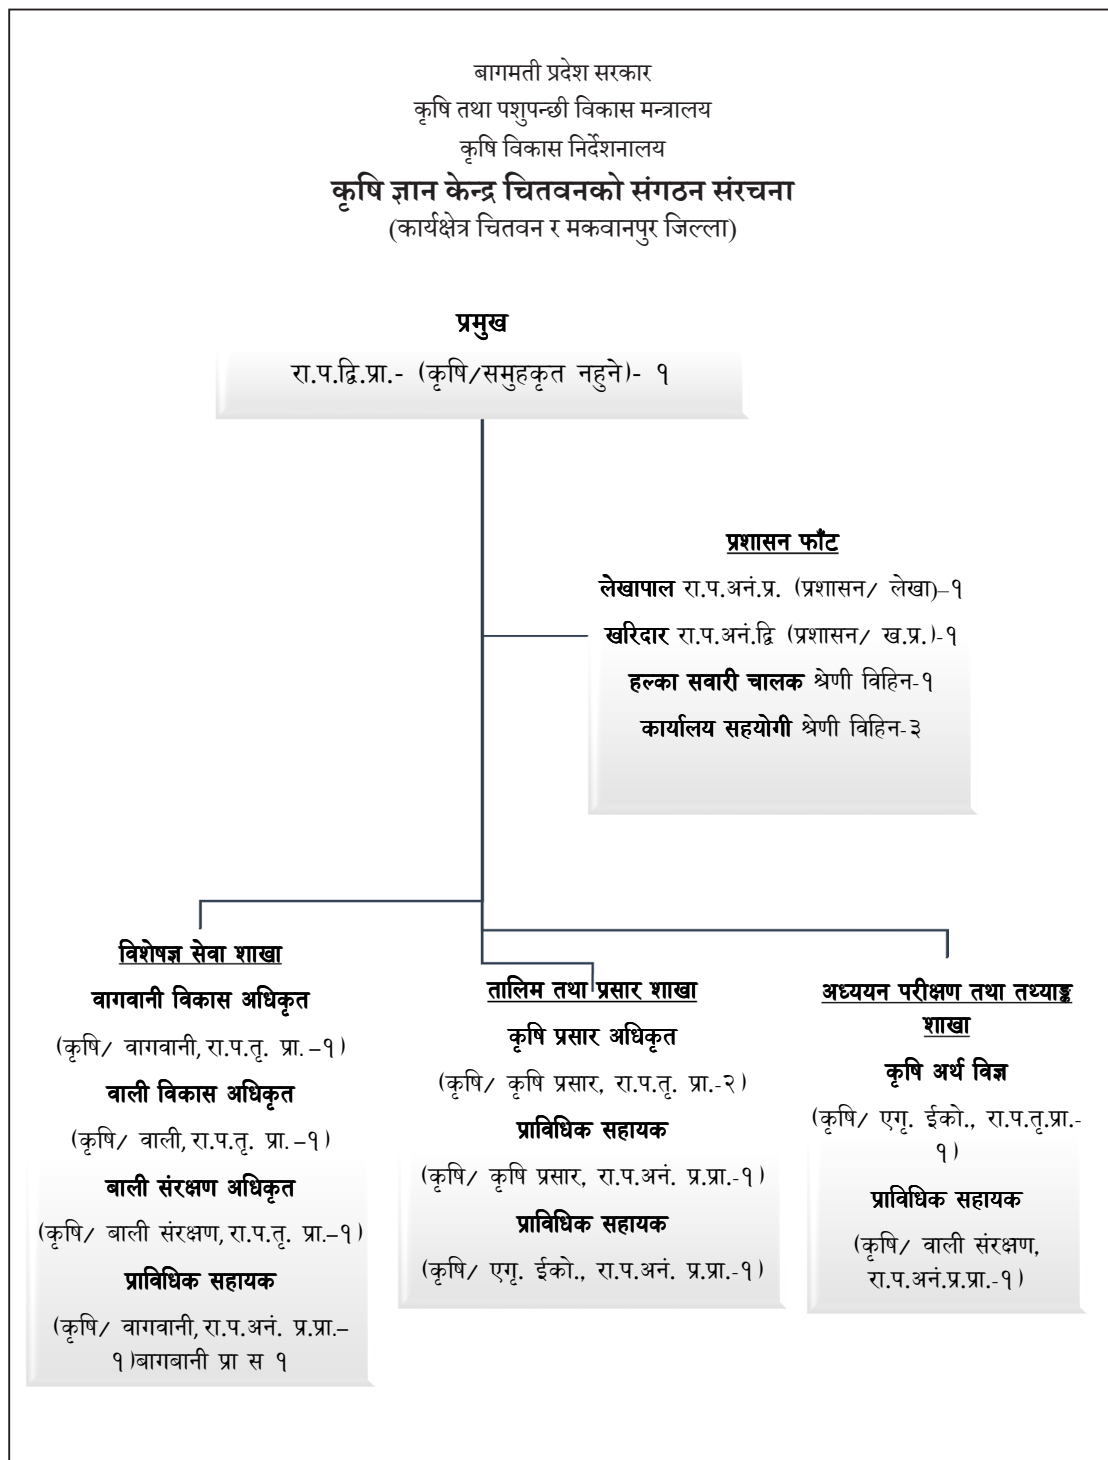 बागमती प्रदेश सरकार
कृषि तथा पशुपन्छी विकास मन्त्रालय
कृषि विकास निर्देशनालय
कृषि ज्ञान केन्द्र चितवनको संगठन संरचना
(कार्यक्षेत्र चितवन र मकवानपुर जिल्ला)
प्रमुख
रा.प.द्वि.प्रा.- (कृषि/समुहकृत नहुने)- १
प्रशासन फाँट
लेखापाल रा.प.अनं.प्र. (प्रशासन/ लेखा)–१
खरिदार रा.प.अनं.द्वि (प्रशासन/ ख.प्र.)-१
हल्का सवारी चालक श्रेणी विहिन-१
कार्यालय सहयोगी श्रेणी विहिन-३
विशेषज्ञ सेवा शाखा
वागवानी विकास अधिकृत
(कृषि/ वागवानी,रा.प.तृ. प्रा.–१)
वाली विकास अधिकृत
(कृषि/ वाली,रा.प.तृ. प्रा.–१)
बाली संरक्षण अधिकृत
(कृषि/ बाली संरक्षण,रा.प.तृ. प्रा.–१)
प्राविधिक सहायक
(कृषि/ वागवानी,रा.प.अनं. प्र.प्रा.–
१)बागबानी प्रा स १
तालिम तथा प्रसार शाखा
कृषि प्रसार अधिकृत
(कृषि/ कृषि प्रसार, रा.प.तृ. प्रा.-२)
प्राविधिक सहायक
(कृषि/ कृषि प्रसार, रा.प.अनं. प्र.प्रा.-१)
प्राविधिक सहायक
(कृषि/ एगृ. ईको., रा.प.अनं. प्र.प्रा.-१)
अध्ययन परीक्षण तथा तथ्याङ्क
शाखा
कृषि अर्थ विज्ञ
(कृषि/ एगृ. ईको., रा.प.तृ.प्रा.-
१)
प्राविधिक सहायक
(कृषि/ वाली संरक्षण,
रा.प.अनं.प्र.प्रा.-१)